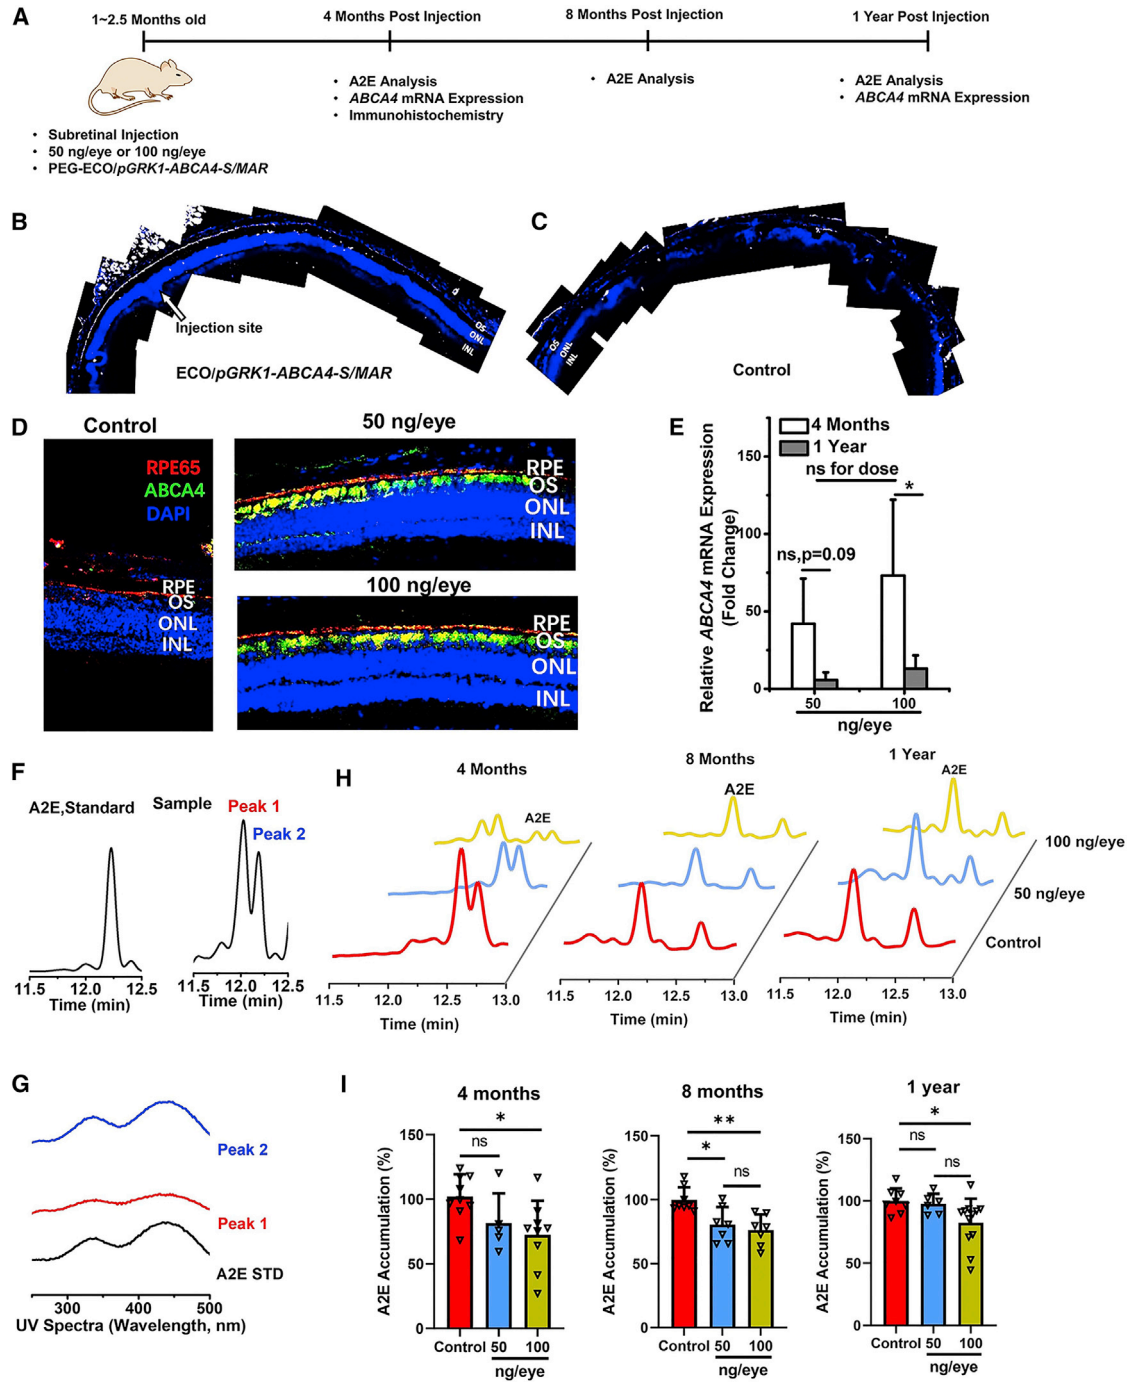 A
1~2.5 Months old
4 Months Post Injection
8 Months Post Injection
1 Year Post Injection
• Subretinal Injection
• 50 ng/eye or 100 ng/eye
• PEG-ECO/pGRK1-ABCA4-S/MAR
• A2E Analysis
• ABCA4 mRNA Expression
• Immunohistochemistry
• A2E Analysis
• A2E Analysis
• ABCA4 mRNA Expression
B
Injection site
OS
ONL
INL
ECO/pGRK1-ABCA4-S/MAR
C
OS
ONL
INL
Control
D
Control
RPE65
ABCA4
DAPI
RPE
OS
ONL
INL
50 ng/eye
RPE
OS
ONL
INL
100 ng/eye
RPE
OS
ONL
INL
E
Relative ABCA4 mRNA Expression
(Fold Change)
150
100
50
0
4 Months
1 Year
ns for dose
*
ns,p=0.09
50
100
ng/eye
F
A2E,Standard
11.5 12.0 12.5
Time (min)
Sample
Peak 1
Peak 2
11.5 12.0 12.5
Time (min)
H
4 Months
A2E
11.5 12.0 12.5 13.0
Time (min)
8 Months
A2E
11.5 12.0 12.5 13.0
Time (min)
1 Year
A2E
100 ng/eye
50 ng/eye
Control
11.5 12.0 12.5 13.0
Time (min)
G
Peak 2
Peak 1
A2E STD
300 400 500
UV Spectra (Wavelength, nm)
I
4 months
A2E Accumulation (%)
150
100
50
0
*
ns
Control 50 100
ng/eye
8 months
A2E Accumulation (%)
150
100
50
0
**
*
ns
Control 50 100
ng/eye
1 year
A2E Accumulation (%)
150
100
50
0
*
ns
ns
Control 50 100
ng/eye